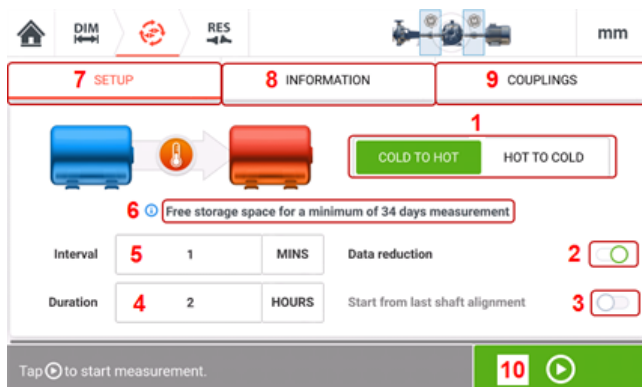 DIM
RES
mm
7 SETUP
8 INFORMATION
9 COUPLINGS
1
COLD TO HOT
HOT TO COLD
6 Free storage space for a minimum of 34 days measurement
Interval
5 1
MINS
Data reduction
2
Duration
4 2
HOURS
Start from last shaft alignment
3
Tap to start measurement.
10